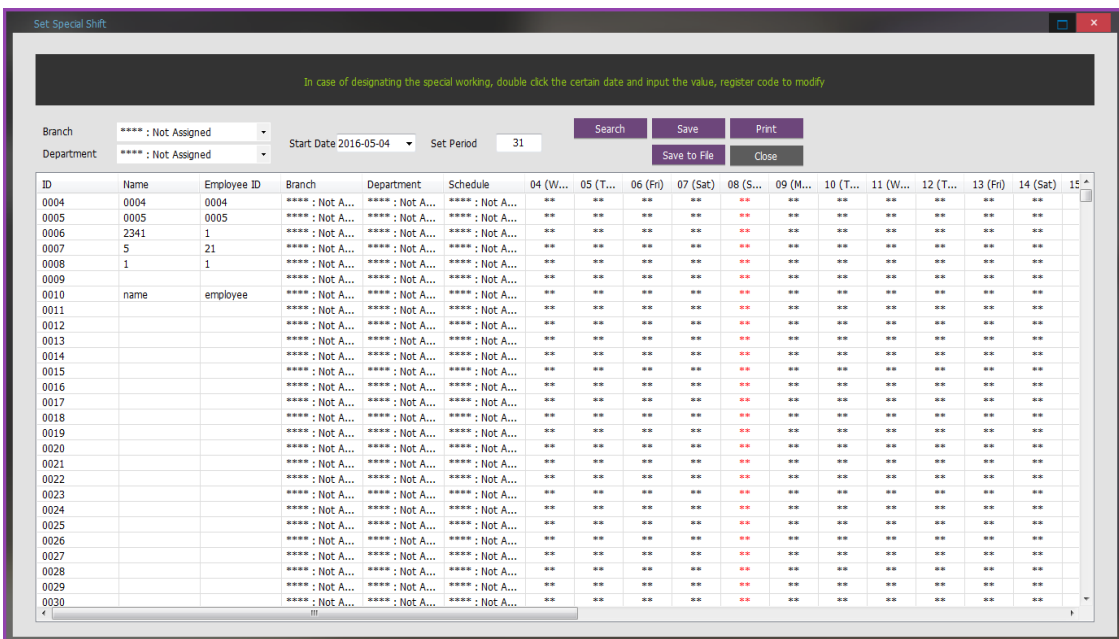 Set Special Shift
In case of designating the special working, double click the certain date and input the value, register code to modify
Branch **** : Not Assigned Start Date 2016-05-04 Set Period 31 Search Save Print
Department **** : Not Assigned Save to File Close
ID Name Employee ID Branch Department Schedule 04 (W... 05 (T... 06 (Fri) 07 (Sat) 08 (S... 09 (M... 10 (T... 11 (W... 12 (T... 13 (Fri) 14 (Sat) 15
0004 0004 0004 **** : Not A... **** : Not A... **** : Not A... ** ** ** ** ** ** ** ** ** ** **
0005 0005 0005 **** : Not A... **** : Not A... **** : Not A... ** ** ** ** ** ** ** ** ** ** **
0006 2341 1 **** : Not A... **** : Not A... **** : Not A... ** ** ** ** ** ** ** ** ** ** **
0007 5 21 **** : Not A... **** : Not A... **** : Not A... ** ** ** ** ** ** ** ** ** ** **
0008 1 1 **** : Not A... **** : Not A... **** : Not A... ** ** ** ** ** ** ** ** ** ** **
0009 **** : Not A... **** : Not A... **** : Not A... ** ** ** ** ** ** ** ** ** ** **
0010 name employee **** : Not A... **** : Not A... **** : Not A... ** ** ** ** ** ** ** ** ** ** **
0011 **** : Not A... **** : Not A... **** : Not A... ** ** ** ** ** ** ** ** ** ** **
0012 **** : Not A... **** : Not A... **** : Not A... ** ** ** ** ** ** ** ** ** ** **
0013 **** : Not A... **** : Not A... **** : Not A... ** ** ** ** ** ** ** ** ** ** **
0014 **** : Not A... **** : Not A... **** : Not A... ** ** ** ** ** ** ** ** ** ** **
0015 **** : Not A... **** : Not A... **** : Not A... ** ** ** ** ** ** ** ** ** ** **
0016 **** : Not A... **** : Not A... **** : Not A... ** ** ** ** ** ** ** ** ** ** **
0017 **** : Not A... **** : Not A... **** : Not A... ** ** ** ** ** ** ** ** ** ** **
0018 **** : Not A... **** : Not A... **** : Not A... ** ** ** ** ** ** ** ** ** ** **
0019 **** : Not A... **** : Not A... **** : Not A... ** ** ** ** ** ** ** ** ** ** **
0020 **** : Not A... **** : Not A... **** : Not A... ** ** ** ** ** ** ** ** ** ** **
0021 **** : Not A... **** : Not A... **** : Not A... ** ** ** ** ** ** ** ** ** ** **
0022 **** : Not A... **** : Not A... **** : Not A... ** ** ** ** ** ** ** ** ** ** **
0023 **** : Not A... **** : Not A... **** : Not A... ** ** ** ** ** ** ** ** ** ** **
0024 **** : Not A... **** : Not A... **** : Not A... ** ** ** ** ** ** ** ** ** ** **
0025 **** : Not A... **** : Not A... **** : Not A... ** ** ** ** ** ** ** ** ** ** **
0026 **** : Not A... **** : Not A... **** : Not A... ** ** ** ** ** ** ** ** ** ** **
0027 **** : Not A... **** : Not A... **** : Not A... ** ** ** ** ** ** ** ** ** ** **
0028 **** : Not A... **** : Not A... **** : Not A... ** ** ** ** ** ** ** ** ** ** **
0029 **** : Not A... **** : Not A... **** : Not A... ** ** ** ** ** ** ** ** ** ** **
0030 **** : Not A... **** : Not A... **** : Not A... ** ** ** ** ** ** ** ** ** ** **